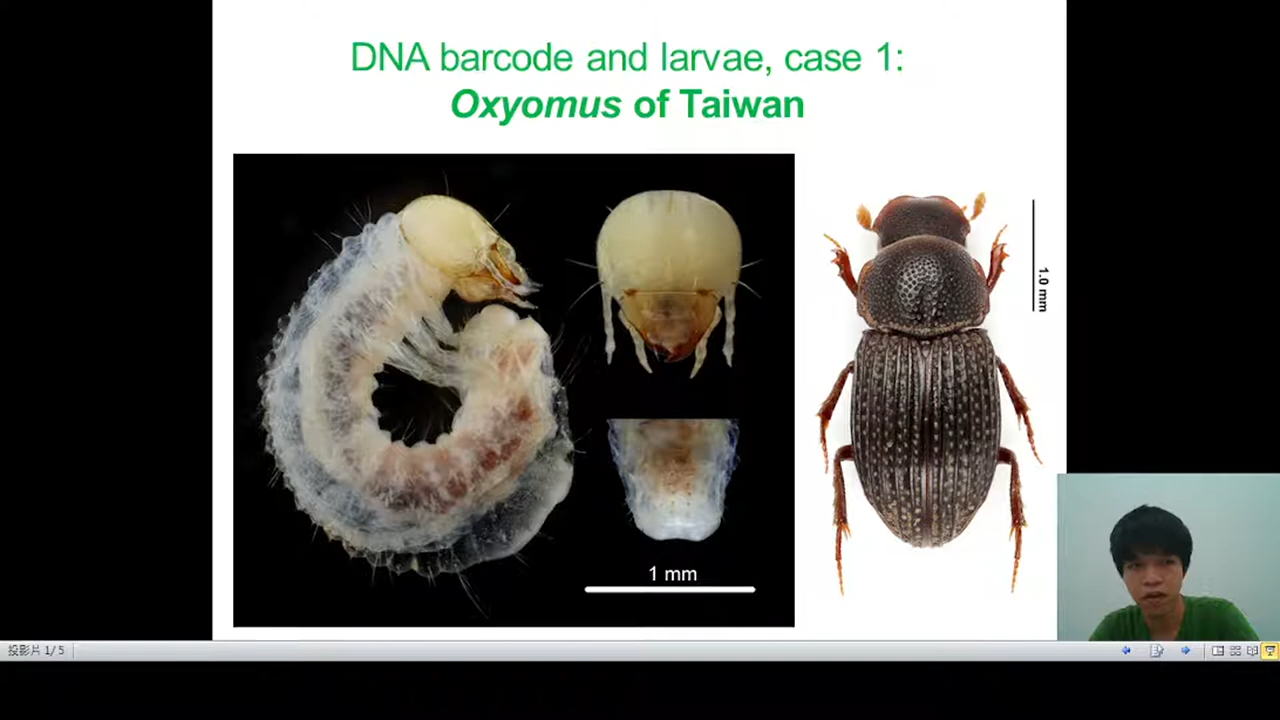 DNA barcode and larvae, case 1:
Oxyomus of Taiwan
1.0 mm
1 mm
投影片 1/ 5